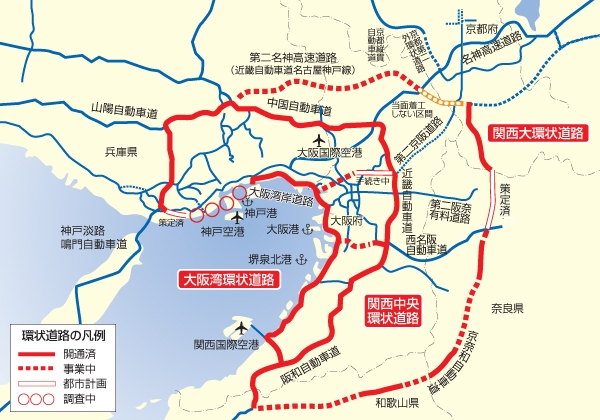 京都府
京都縦貫
自動車道
京都第二
外環状道路
名神高速道路
第二名神高速道路
(近畿自動車道名古屋神戸線)
山陽自動車道
中国自動車道
当面着工
しない区間
関西大環状道路
兵庫県
大阪国際空港
第二京阪道路
手続き中
策定済
大阪湾岸道路
神戸港
神戸空港
策定済
大阪府
大阪港
近畿自動車道
第二阪奈
有料道路
西名阪
自動車道
神戸淡路
鳴門自動車道
堺泉北港
大阪湾環状道路
関西中央
環状道路
奈良県
関西国際空港
阪和自動車道
京奈和自動車道
和歌山県
環状道路の凡例
開通済
事業中
都市計画
調査中